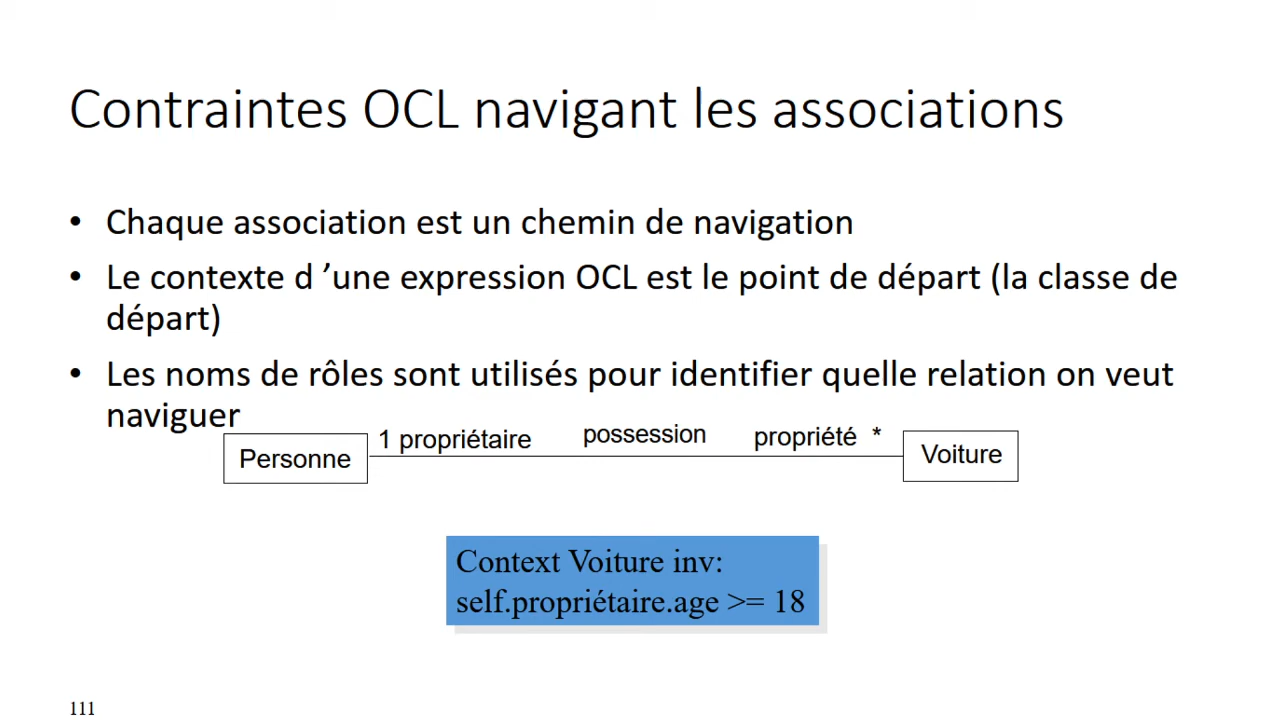 Contraintes OCL navigant les associations
• Chaque association est un chemin de navigation
• Le contexte d ’une expression OCL est le point de départ (la classe de
départ)
• Les noms de rôles sont utilisés pour identifier quelle relation on veut
naviguer
Personne 1 propriétaire possession propriété * Voiture
Context Voiture inv:
self.propriétaire.age >= 18
111